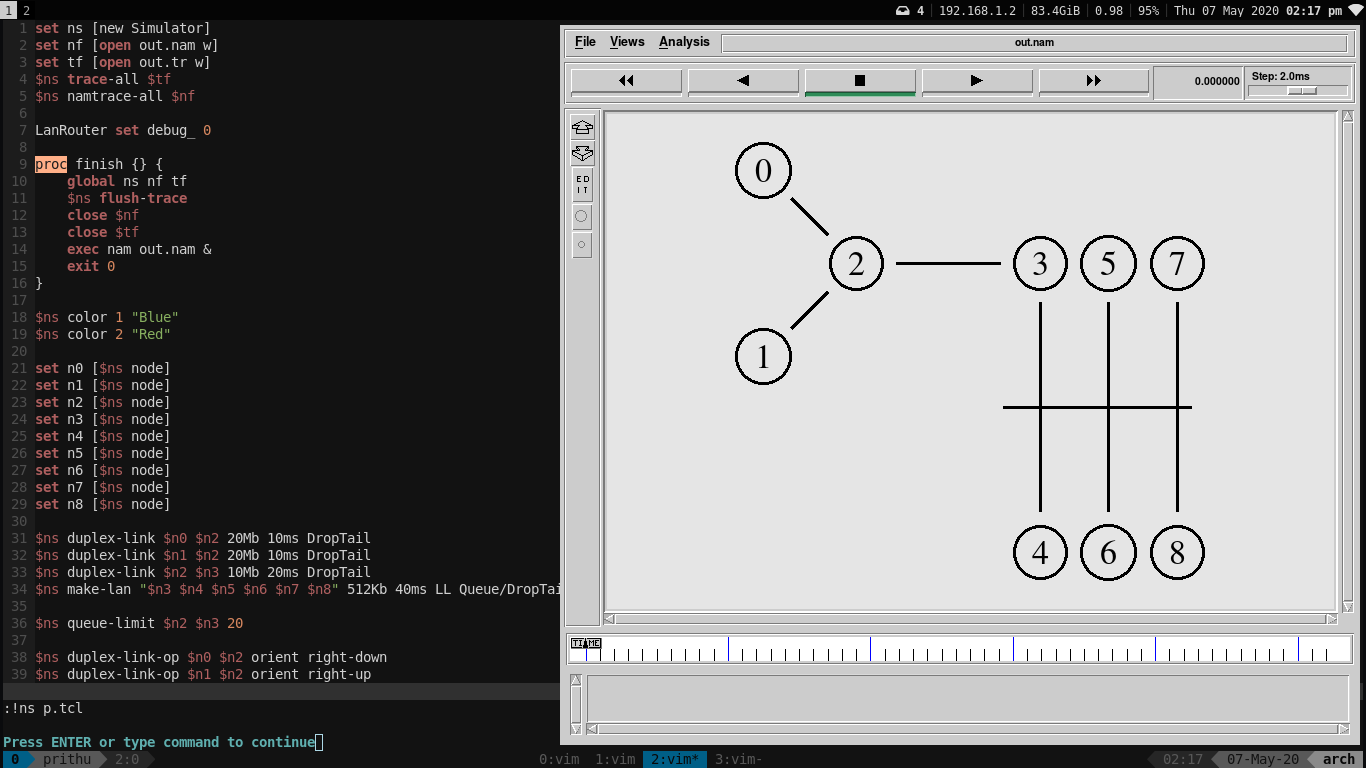 1 2
4 192.168.1.2 83.4GiB 0.98 95% Thu 07 May 2020 02:17 pm
1 set ns [new Simulator]
2 set nf [open out.nam w]
3 set tf [open out.tr w]
4 $ns trace-all $tf
5 $ns namtrace-all $nf
6
7 LanRouter set debug_ 0
8
9 proc finish {} {
10 global ns nf tf
11 $ns flush-trace
12 close $nf
13 close $tf
14 exec nam out.nam &
15 exit 0
16 }
17
18 $ns color 1 "Blue"
19 $ns color 2 "Red"
20
21 set n0 [$ns node]
22 set n1 [$ns node]
23 set n2 [$ns node]
24 set n3 [$ns node]
25 set n4 [$ns node]
26 set n5 [$ns node]
27 set n6 [$ns node]
28 set n7 [$ns node]
29 set n8 [$ns node]
30
31 $ns duplex-link $n0 $n2 20Mb 10ms DropTail
32 $ns duplex-link $n1 $n2 20Mb 10ms DropTail
33 $ns duplex-link $n2 $n3 10Mb 20ms DropTail
34 $ns make-lan "$n3 $n4 $n5 $n6 $n7 $n8" 512Kb 40ms LL Queue/DropTai
35
36 $ns queue-limit $n2 $n3 20
37
38 $ns duplex-link-op $n0 $n2 orient right-down
39 $ns duplex-link-op $n1 $n2 orient right-up
:!ns p.tcl
Press ENTER or type command to continue
File Views Analysis out.nam
0.000000 Step: 2.0ms
E D
I T
0
2 3 5 7
1
4 6 8
TIME
0 prithu 2:0 0:vim 1:vim 2:vim* 3:vim- 02:17 07-May-20 arch